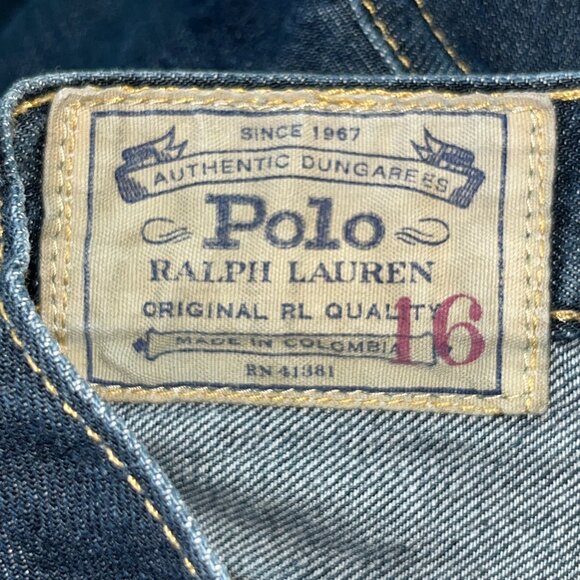 SINCE 1967
AUTHENTIC DUNGAREES
Polo
RALPH LAUREN
ORIGINAL RL QUALITY
16
MADE IN COLOMBIA
RN 41381